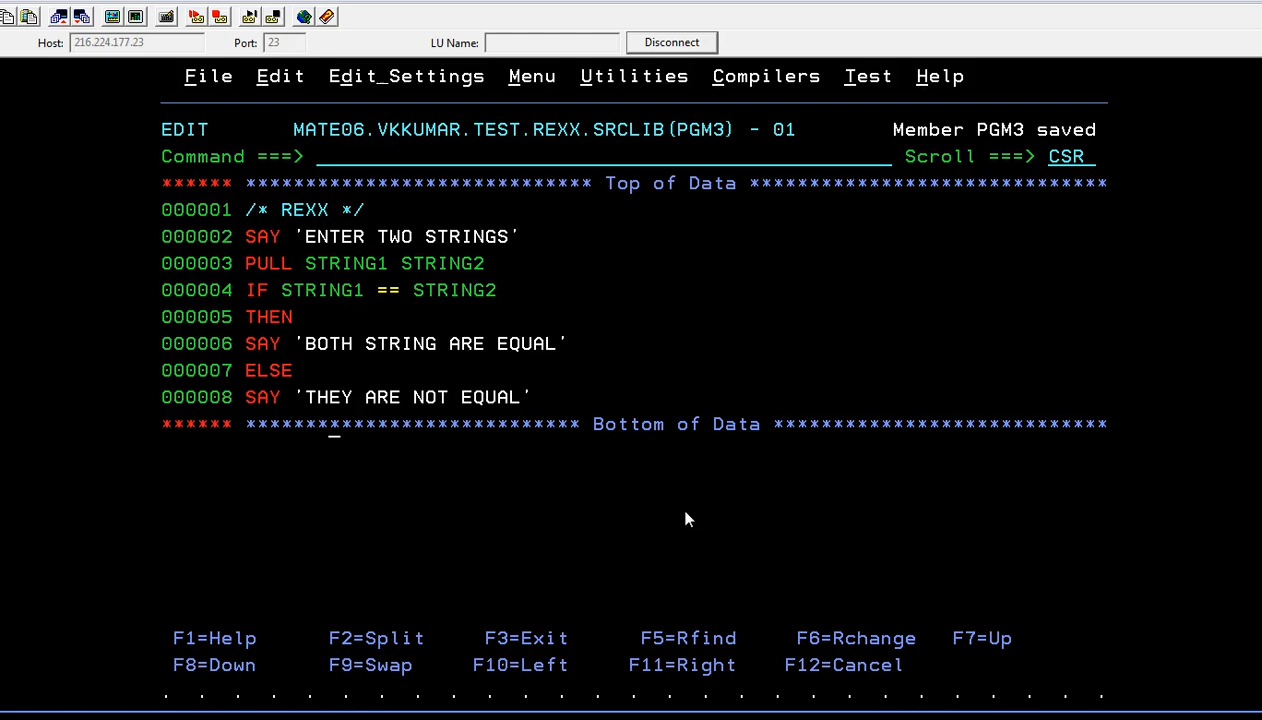 Host: 216.224.177.23 Port: 23 LU Name: Disconnect
File Edit Edit_Settings Menu Utilities Compilers Test Help
EDIT MATE06.VKKUMAR.TEST.REXX.SRCLIB(PGM3) - 01 Member PGM3 saved
Command ===> Scroll ===> CSR
****** ***************************** Top of Data ******************************
000001 /* REXX */
000002 SAY 'ENTER TWO STRINGS'
000003 PULL STRING1 STRING2
000004 IF STRING1 == STRING2
000005 THEN
000006 SAY 'BOTH STRING ARE EQUAL'
000007 ELSE
000008 SAY 'THEY ARE NOT EQUAL'
****** **************************** Bottom of Data ****************************
F1=Help F2=Split F3=Exit F5=Rfind F6=Rchange F7=Up
F8=Down F9=Swap F10=Left F11=Right F12=Cancel
. . . . . . . . . . . . . . . . . . . . . . . . . . .